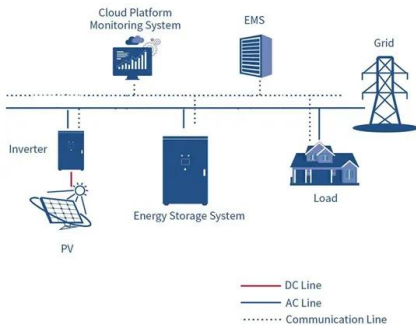 Cloud Platform
Monitoring System
EMS
Grid
Inverter
Energy Storage System
Load
PV
DC Line
AC Line
Communication Line